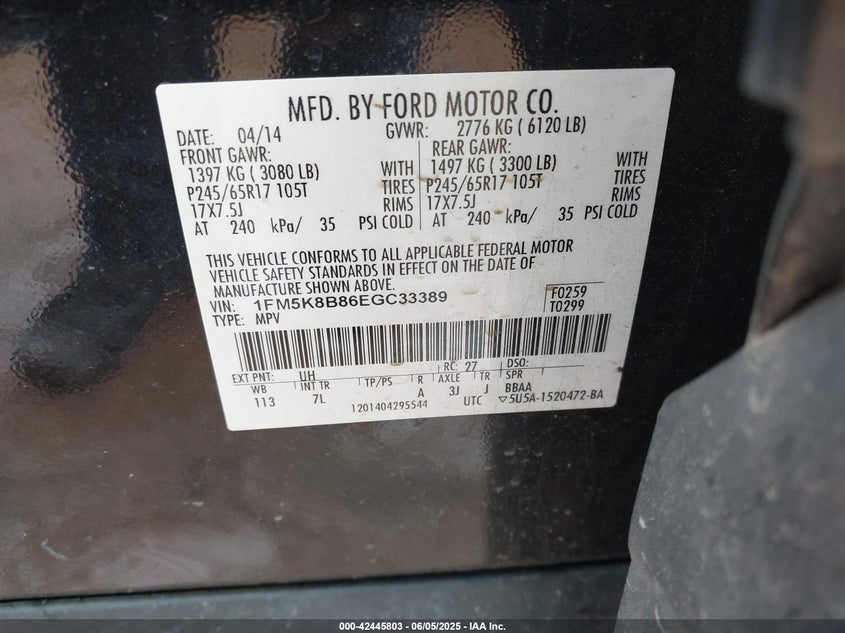 MFD. BY FORD MOTOR CO.
DATE: 04/14 GVWR: 2776 KG ( 6120 LB)
FRONT GAWR: REAR GAWR:
1397 KG ( 3080 LB) WITH 1497 KG ( 3300 LB) WITH
P245/65R17 105T TIRES P245/65R17 105T TIRES
17X7.5J RIMS 17X7.5J RIMS
AT 240 kPa/ 35 PSI COLD AT 240 kPa/ 35 PSI COLD
THIS VEHICLE CONFORMS TO ALL APPLICABLE FEDERAL MOTOR
VEHICLE SAFETY STANDARDS IN EFFECT ON THE DATE OF
MANUFACTURE SHOWN ABOVE.
VIN: 1FM5K8B86EGC33389 F0259
TYPE: MPV T0299
EXT PNT: UH RC: 27 DSO:
WB INT TR TP/PS R AXLE TR SPR
113 7L A 3J J BBAA
1201404295544 UTC ▽5U5A-1520472-BA
000-42445803 - 06/05/2025 - IAA Inc.